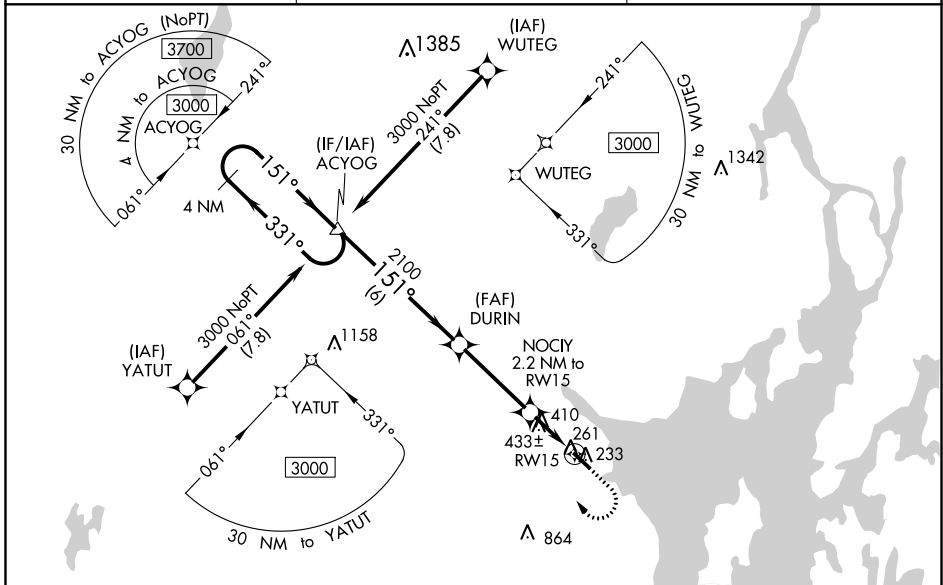 30 NM to ACYOG (NoPT)
3700
4 NM to ACYOG
3000
ACYOG
241°
061°
1385
(IAF)
WUTEG
3000 NoPT
241°
(7.8)
(IF/IAF)
ACYOG
151°
4 NM
331°
241°
3000
WUTEG
331°
30 NM to WUTEG
1342
2100
151°
(6)
(FAF)
DURIN
3000 NoPT
061°
(7.8)
(IAF)
YATUT
1158
YATUT
331°
061°
3000
30 NM to YATUT
NOCIY
2.2 NM to
RW15
410
433±
261
RW15
233
864